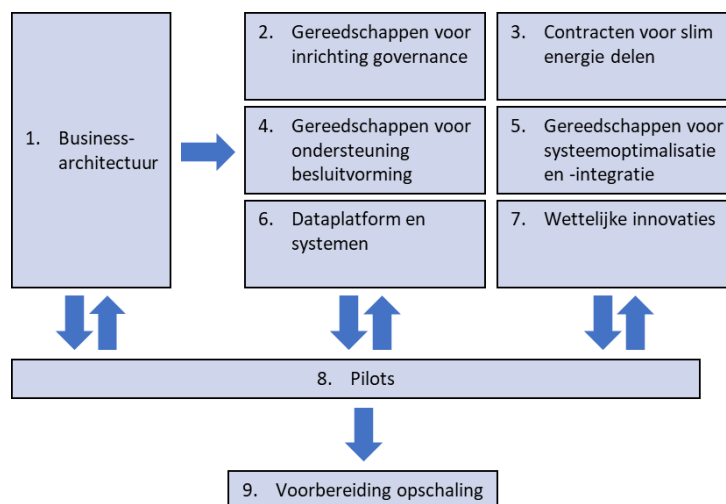 1. Business-
architectuur
2. Gereedschappen voor
inrichting governance
3. Contracten voor slim
energie delen
4. Gereedschappen voor
ondersteuning
besluitvorming
5. Gereedschappen voor
systeemoptimalisatie
en -integratie
6. Dataplatform en
systemen
7. Wettelijke innovaties
8. Pilots
9. Voorbereiding opschaling